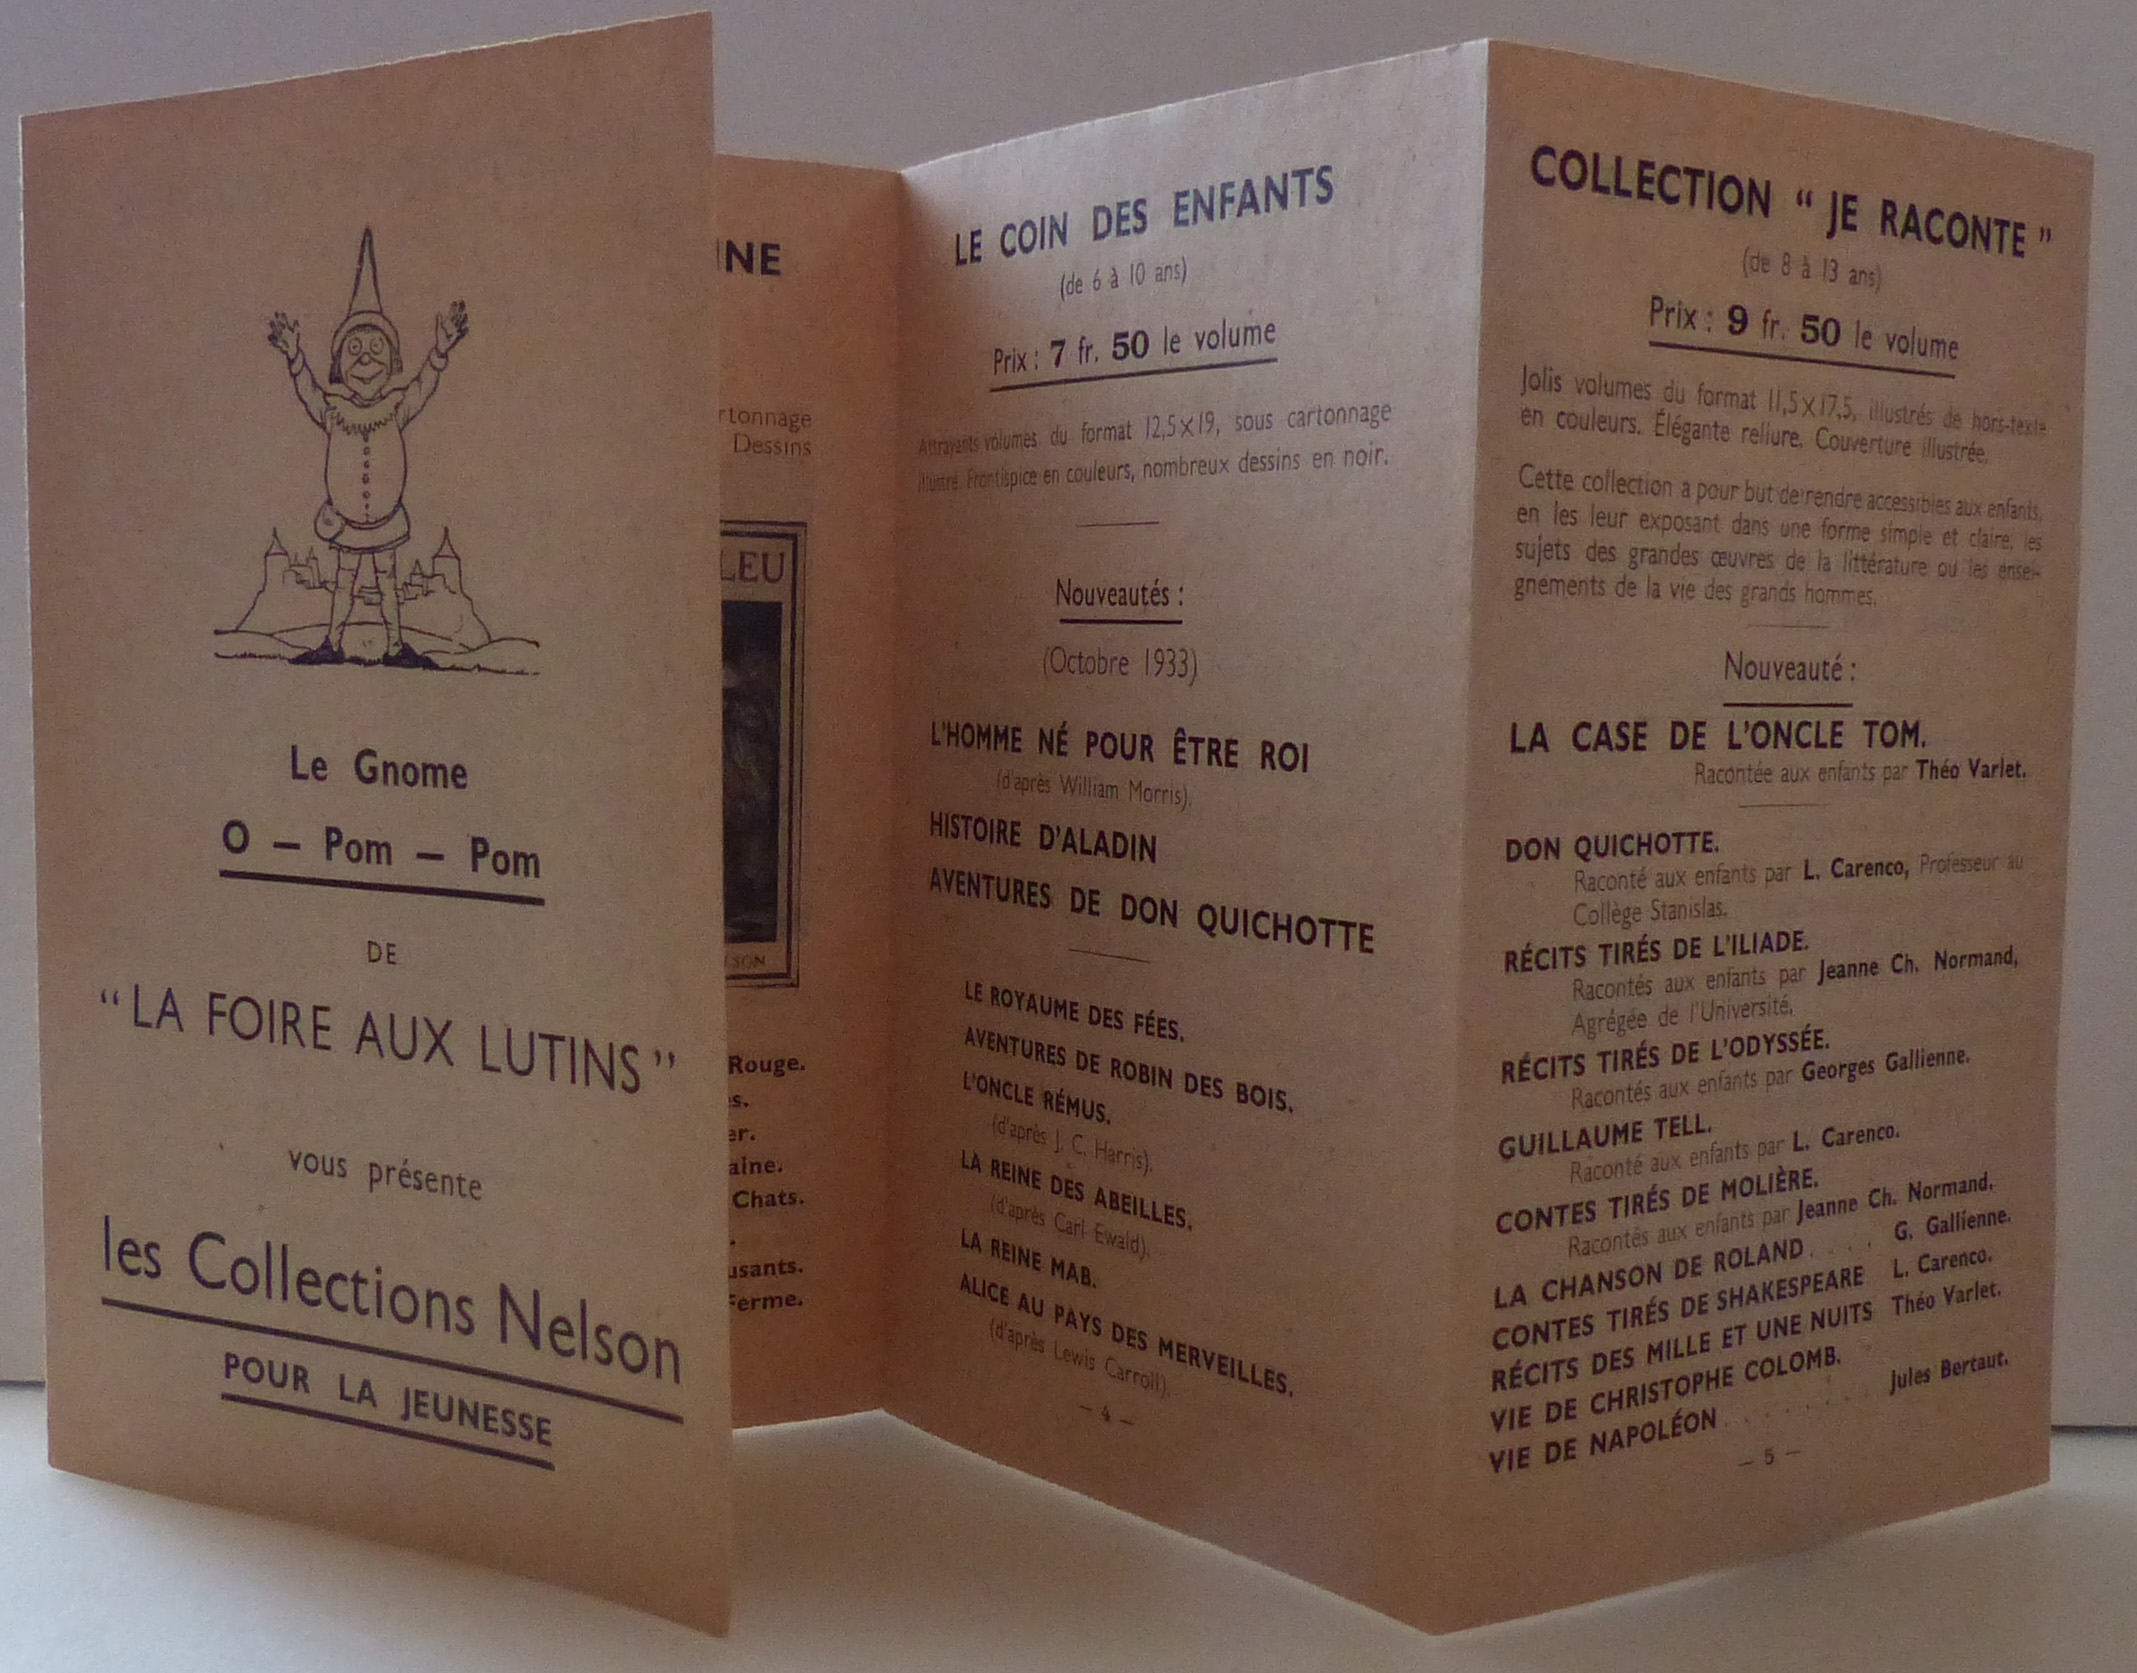 Le Gnome
O — Pom — Pom
DE
“LA FOIRE AUX LUTINS”
vous présente
les Collections Nelson
POUR LA JEUNESSE
NE
rtonnage
Dessins
LEU
SON
Rouge.
s.
er.
aine.
Chats.
usants.
Ferme.
LE COIN DES ENFANTS
(de 6 à 10 ans)
Prix : 7 fr. 50 le volume
Attrayants volumes du format 12,5×19, sous cartonnage
illustré. Frontispice en couleurs, nombreux dessins en noir.
Nouveautés :
(Octobre 1933)
L'HOMME NÉ POUR ÊTRE ROI
(d'après William Morris).
HISTOIRE D'ALADIN
AVENTURES DE DON QUICHOTTE
LE ROYAUME DES FÉES.
AVENTURES DE ROBIN DES BOIS.
L'ONCLE RÉMUS.
(d'après J. C. Harris).
LA REINE DES ABEILLES.
(d'après Carl Ewald).
LA REINE MAB.
ALICE AU PAYS DES MERVEILLES.
(d'après Lewis Carroll).
— 4 —
COLLECTION “ JE RACONTE ”
(de 8 à 13 ans)
Prix : 9 fr. 50 le volume
Jolis volumes du format 11,5×17,5, illustrés de hors-texte
en couleurs. Élégante reliure. Couverture illustrée.
Cette collection a pour but de rendre accessibles aux enfants,
en les leur exposant dans une forme simple et claire, les
sujets des grandes œuvres de la littérature ou les ensei-
gnements de la vie des grands hommes.
Nouveauté :
LA CASE DE L'ONCLE TOM.
Racontée aux enfants par Théo Varlet.
DON QUICHOTTE.
Raconté aux enfants par L. Carenco, Professeur au
Collège Stanislas.
RÉCITS TIRÉS DE L'ILIADE.
Racontés aux enfants par Jeanne Ch. Normand,
Agrégée de l'Université.
RÉCITS TIRÉS DE L'ODYSSÉE.
Racontés aux enfants par Georges Gallienne.
GUILLAUME TELL.
Raconté aux enfants par L. Carenco.
CONTES TIRÉS DE MOLIÈRE.
Racontés aux enfants par Jeanne Ch. Normand.
LA CHANSON DE ROLAND . . . . G. Gallienne.
CONTES TIRÉS DE SHAKESPEARE L. Carenco.
RÉCITS DES MILLE ET UNE NUITS Théo Varlet.
VIE DE CHRISTOPHE COLOMB.
VIE DE NAPOLÉON . . . . . . . Jules Bertaut.
— 5 —